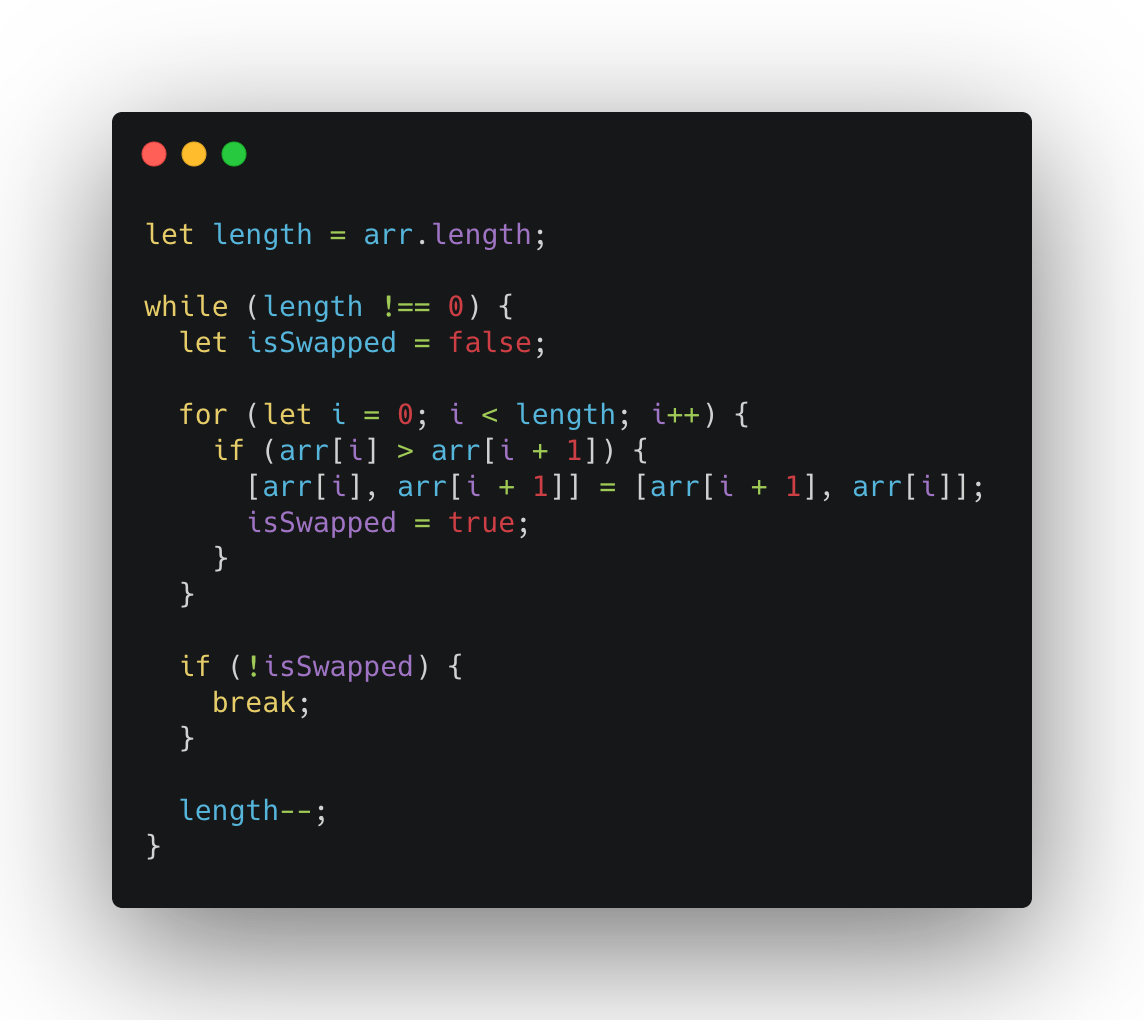 let length = arr.length;
while (length !== 0) {
  let isSwapped = false;
  for (let i = 0; i < length; i++) {
    if (arr[i] > arr[i + 1]) {
      [arr[i], arr[i + 1]] = [arr[i + 1], arr[i]];
      isSwapped = true;
    }
  }
  if (!isSwapped) {
    break;
  }
  length--;
}